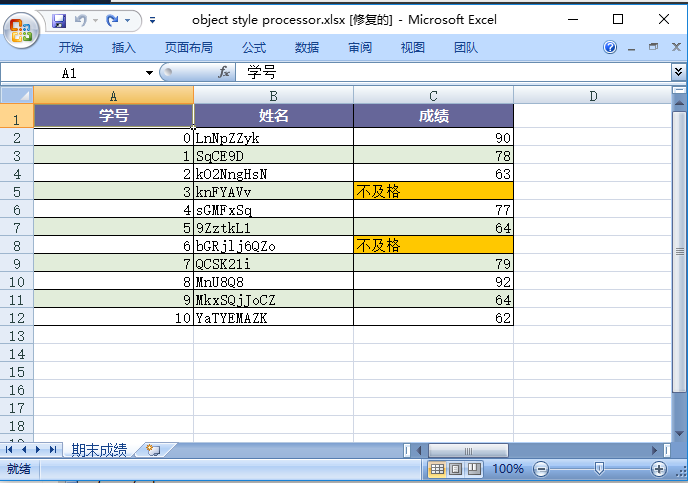 object style processor.xlsx [修复的] - Microsoft Excel
开始 插入 页面布局 公式 数据 审阅 视图 团队
A1 fx 学号
A B C D
1 学号 姓名 成绩
2 0 LnNpZZyk 90
3 1 SqCE9D 78
4 2 kO2NngHsN 63
5 3 knFYAVv 不及格
6 4 sGMFxSq 77
7 5 9ZztkL1 64
8 6 bGRjlj6QZo 不及格
9 7 QCSK21i 79
10 8 MnU8Q8 92
11 9 MkxSQjJoCZ 64
12 10 YaTYEMAZK 62
13
14
15
16
17
18
期末成绩
就绪 100%